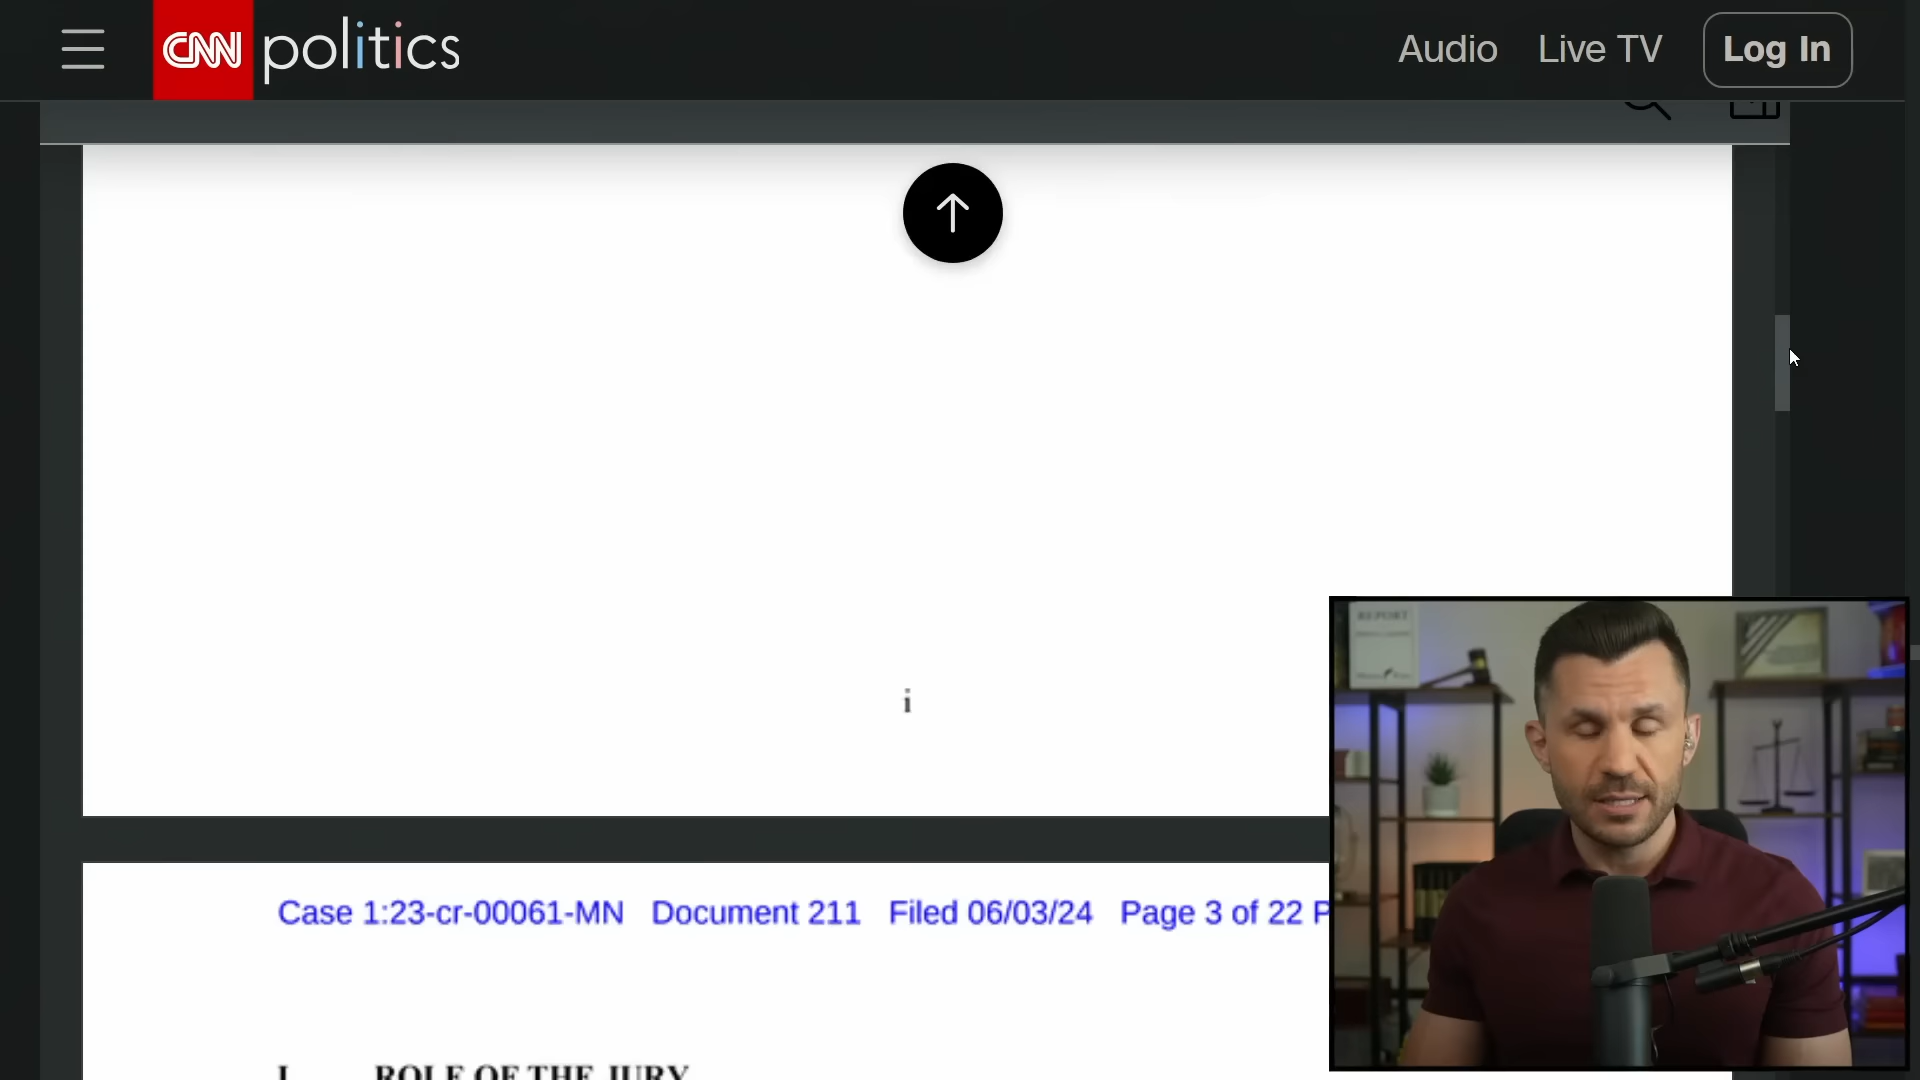 CNN politics
Audio Live TV Log In
i
Case 1:23-cr-00061-MN Document 211 Filed 06/03/24 Page 3 of 22 P
I. ROLE OF THE JURY
REPORT